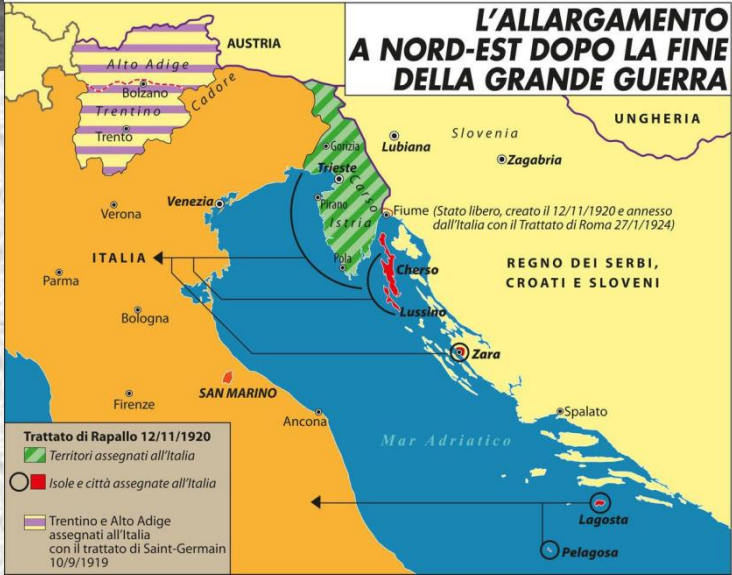 L'ALLARGAMENTO
A NORD-EST DOPO LA FINE
DELLA GRANDE GUERRA
AUSTRIA
Alto Adige
Bolzano
Cadore
Trentino
Trento
UNGHERIA
Slovenia
Lubiana
Zagabria
Gorizia
Trieste
Carso
Venezia
Verona
Pirano
Istria
Fiume (Stato libero, creato il 12/11/1920 e annesso
dall'Italia con il Trattato di Roma 27/1/1924)
ITALIA
Pola
Cherso
REGNO DEI SERBI,
CROATI E SLOVENI
Parma
Lussino
Bologna
Zara
SAN MARINO
Firenze
Ancona
Spalato
Mar Adriatico
Lagosta
Pelagosa
Trattato di Rapallo 12/11/1920
Territori assegnati all'Italia
Isole e città assegnate all'Italia
Trentino e Alto Adige
assegnati all'Italia
con il trattato di Saint-Germain
10/9/1919